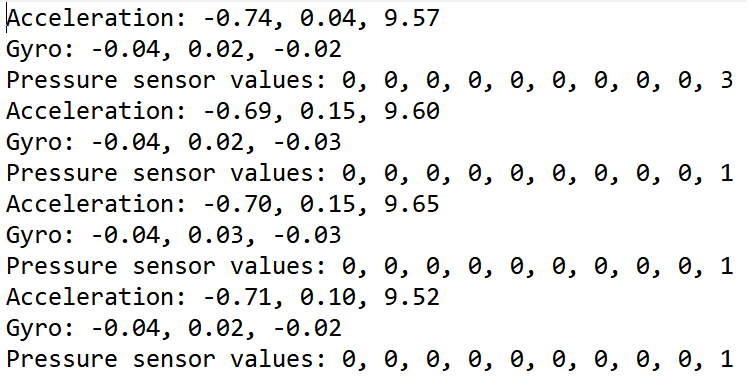 Acceleration: -0.74, 0.04, 9.57
Gyro: -0.04, 0.02, -0.02
Pressure sensor values: 0, 0, 0, 0, 0, 0, 0, 0, 0, 3
Acceleration: -0.69, 0.15, 9.60
Gyro: -0.04, 0.02, -0.03
Pressure sensor values: 0, 0, 0, 0, 0, 0, 0, 0, 0, 1
Acceleration: -0.70, 0.15, 9.65
Gyro: -0.04, 0.03, -0.03
Pressure sensor values: 0, 0, 0, 0, 0, 0, 0, 0, 0, 1
Acceleration: -0.71, 0.10, 9.52
Gyro: -0.04, 0.02, -0.02
Pressure sensor values: 0, 0, 0, 0, 0, 0, 0, 0, 0, 1